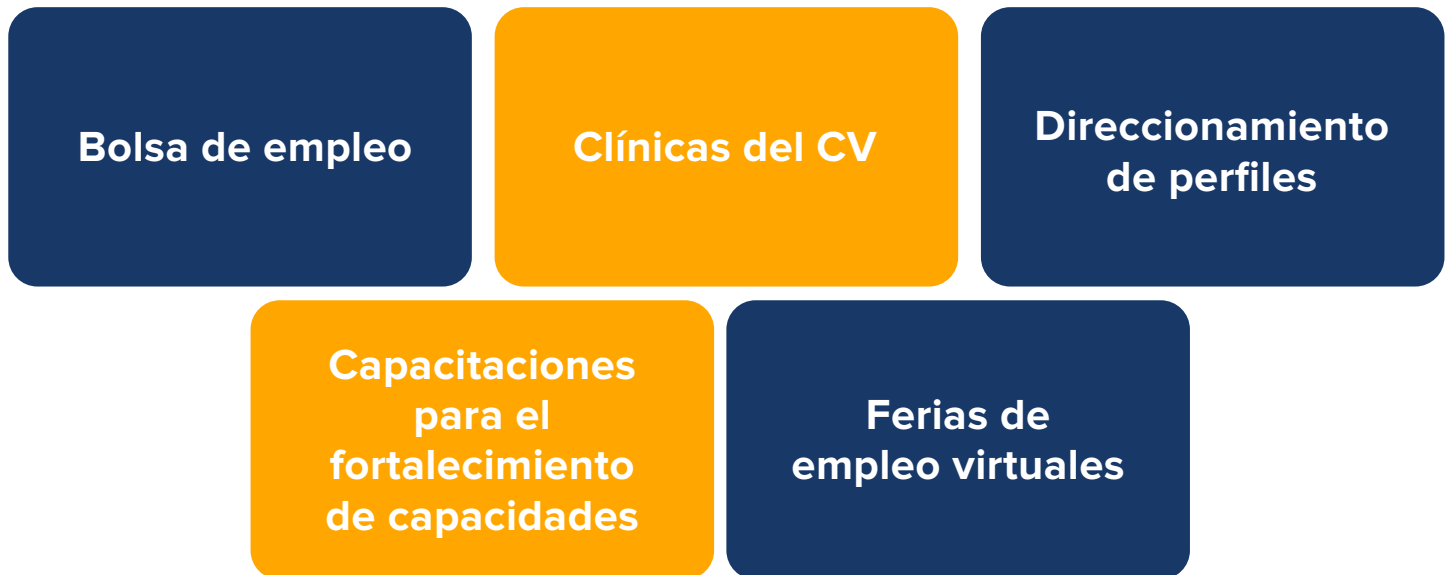 Bolsa de empleo
Clínicas del CV
Direccionamiento
de perfiles
Capacitaciones
para el
fortalecimiento
de capacidades
Ferias de
empleo virtuales